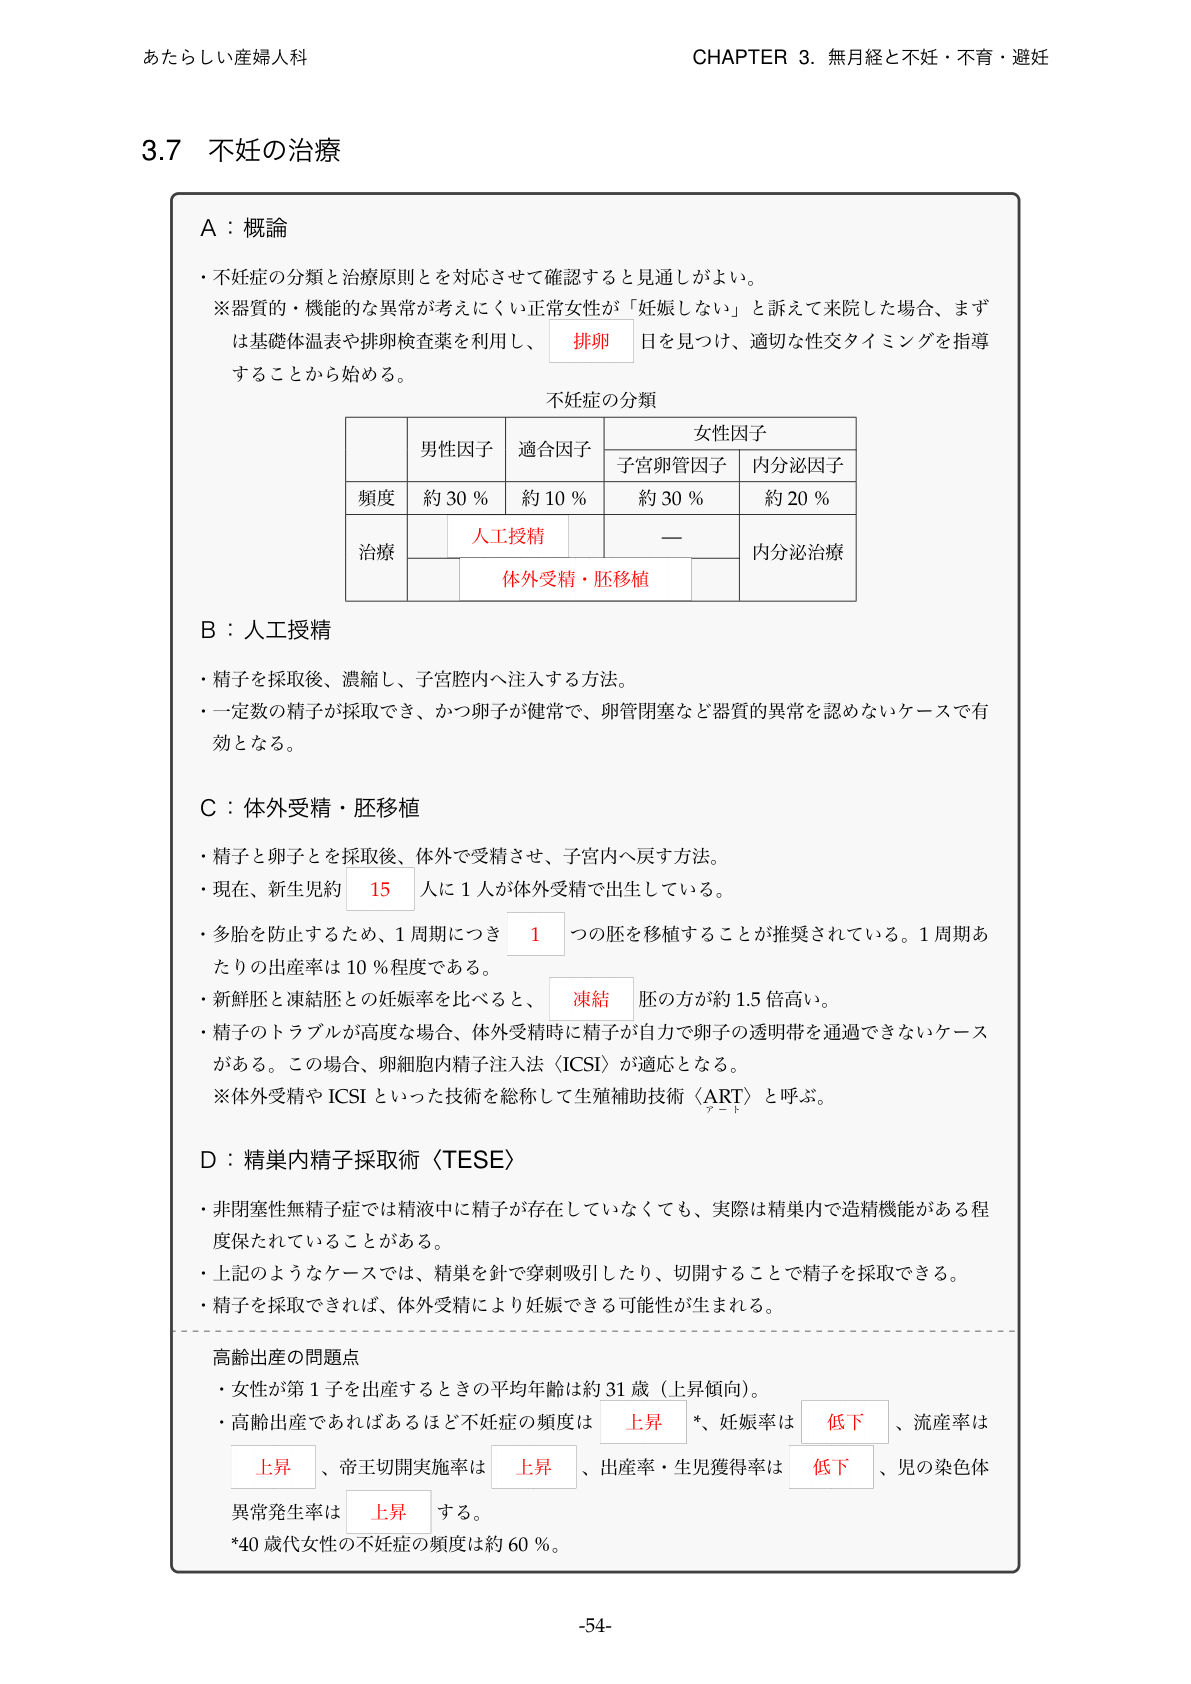 あたらしい産婦人科
CHAPTER 3. 無月経と不妊・不育・避妊
3.7 不妊の治療
A：概論
・不妊症の分類と治療原則とを対応させて確認すると見通しがよい。
※器質的・機能的な異常が考えにくい正常女性が「妊娠しない」と訴えて来院した場合、まず
は基礎体温表や排卵検査薬を利用し、 排卵 日を見つけ、適切な性交タイミングを指導
することから始める。
不妊症の分類
男性因子 適合因子 女性因子
子宮卵管因子 内分泌因子
頻度 約 30 % 約 10 % 約 30 % 約 20 %
治療 人工授精 — 内分泌治療
体外受精・胚移植
B：人工授精
・精子を採取後、濃縮し、子宮腔内へ注入する方法。
・一定数の精子が採取でき、かつ卵子が健常で、卵管閉塞など器質的異常を認めないケースで有
効となる。
C：体外受精・胚移植
・精子と卵子とを採取後、体外で受精させ、子宮内へ戻す方法。
・現在、新生児約 15 人に 1 人が体外受精で出生している。
・多胎を防止するため、1 周期につき 1 つの胚を移植することが推奨されている。1 周期あ
たりの出産率は 10 %程度である。
・新鮮胚と凍結胚との妊娠率を比べると、 凍結 胚の方が約 1.5 倍高い。
・精子のトラブルが高度な場合、体外受精時に精子が自力で卵子の透明帯を通過できないケース
がある。この場合、卵細胞内精子注入法〈ICSI〉が適応となる。
※体外受精や ICSI といった技術を総称して生殖補助技術〈ART〉と呼ぶ。
アート
D：精巣内精子採取術〈TESE〉
・非閉塞性無精子症では精液中に精子が存在していなくても、実際は精巣内で造精機能がある程
度保たれていることがある。
・上記のようなケースでは、精巣を針で穿刺吸引したり、切開することで精子を採取できる。
・精子を採取できれば、体外受精により妊娠できる可能性が生まれる。
高齢出産の問題点
・女性が第 1 子を出産するときの平均年齢は約 31 歳（上昇傾向）。
・高齢出産であればあるほど不妊症の頻度は 上昇 *、妊娠率は 低下 、流産率は
上昇 、帝王切開実施率は 上昇 、出産率・生児獲得率は 低下 、児の染色体
異常発生率は 上昇 する。
*40 歳代女性の不妊症の頻度は約 60 %。
-54-